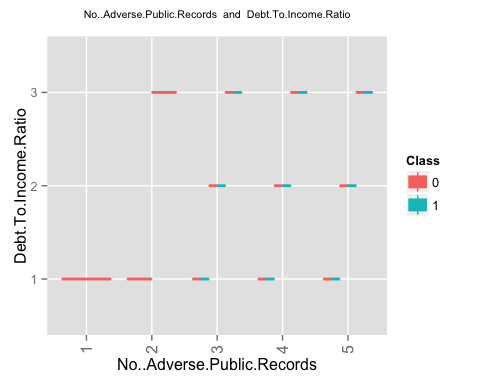 No..Adverse.Public.Records and Debt.To.Income.Ratio
Debt.To.Income.Ratio
3
2
1
1 2 3 4 5
No..Adverse.Public.Records
Class
0
1